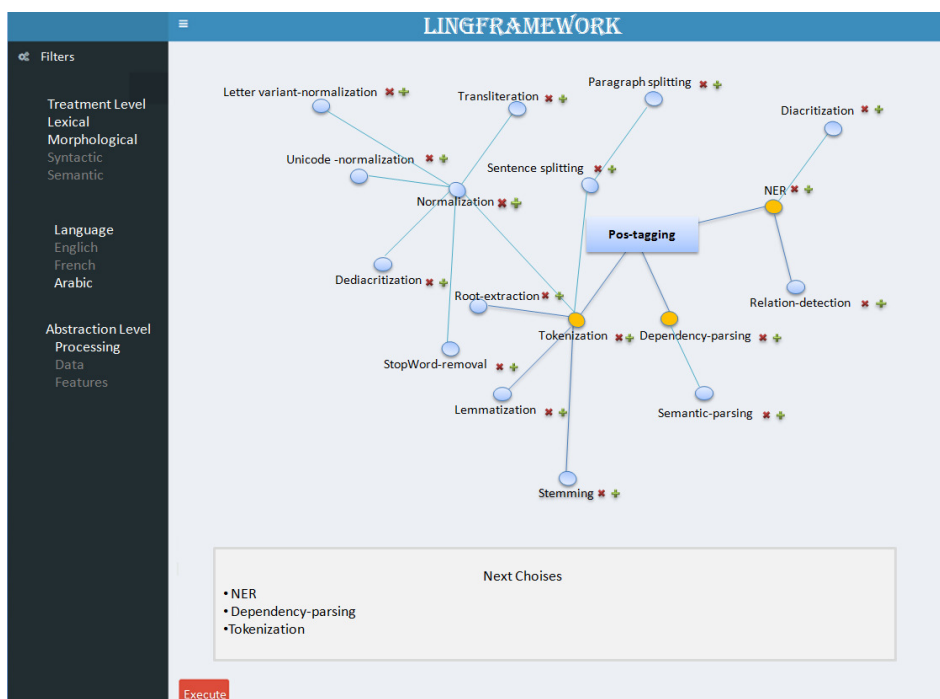 LINGFRAMEWORK
Filters
Treatment Level
Lexical
Morphological
Syntactic
Semantic
Language
Englich
French
Arabic
Abstraction Level
Processing
Data
Features
Letter variant-normalization
Transliteration
Paragraph splitting
Diacritization
Unicode -normalization
Sentence splitting
NER
Normalization
Pos-tagging
Dediacritization
Root-extraction
Relation-detection
Tokenization
Dependency-parsing
StopWord-removal
Lemmatization
Semantic-parsing
Stemming
Next Choises
• NER
• Dependency-parsing
•Tokenization
Execute